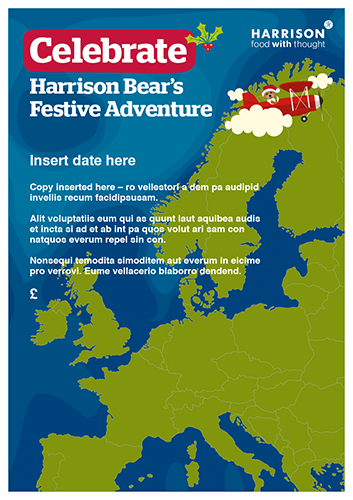 Celebrate
HARRISON
food with thought
Harrison Bear's
Festive Adventure
Insert date here
Copy inserted here – ro vellestori a dem pa audipid
invellis recum facidipsusam.
Alit voluptatiis eum qui as quunt laut aquibea audis
et incta si ad et ab int pa quos volut ari sam con
natquos everum repel sin con.
Nonsequi temodita simoditem aut everum in eicime
pro verrovi. Eume vellacerio blaborro dendend.
£